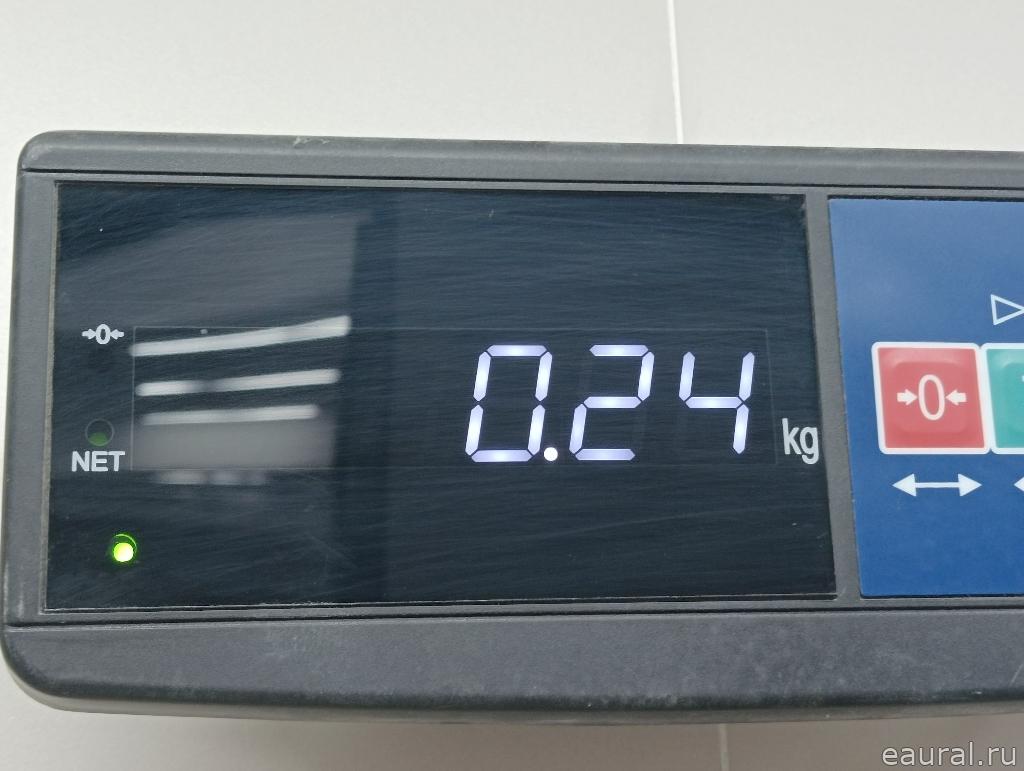 →0←
0.24 kg
NET
→0←
eaural.ru